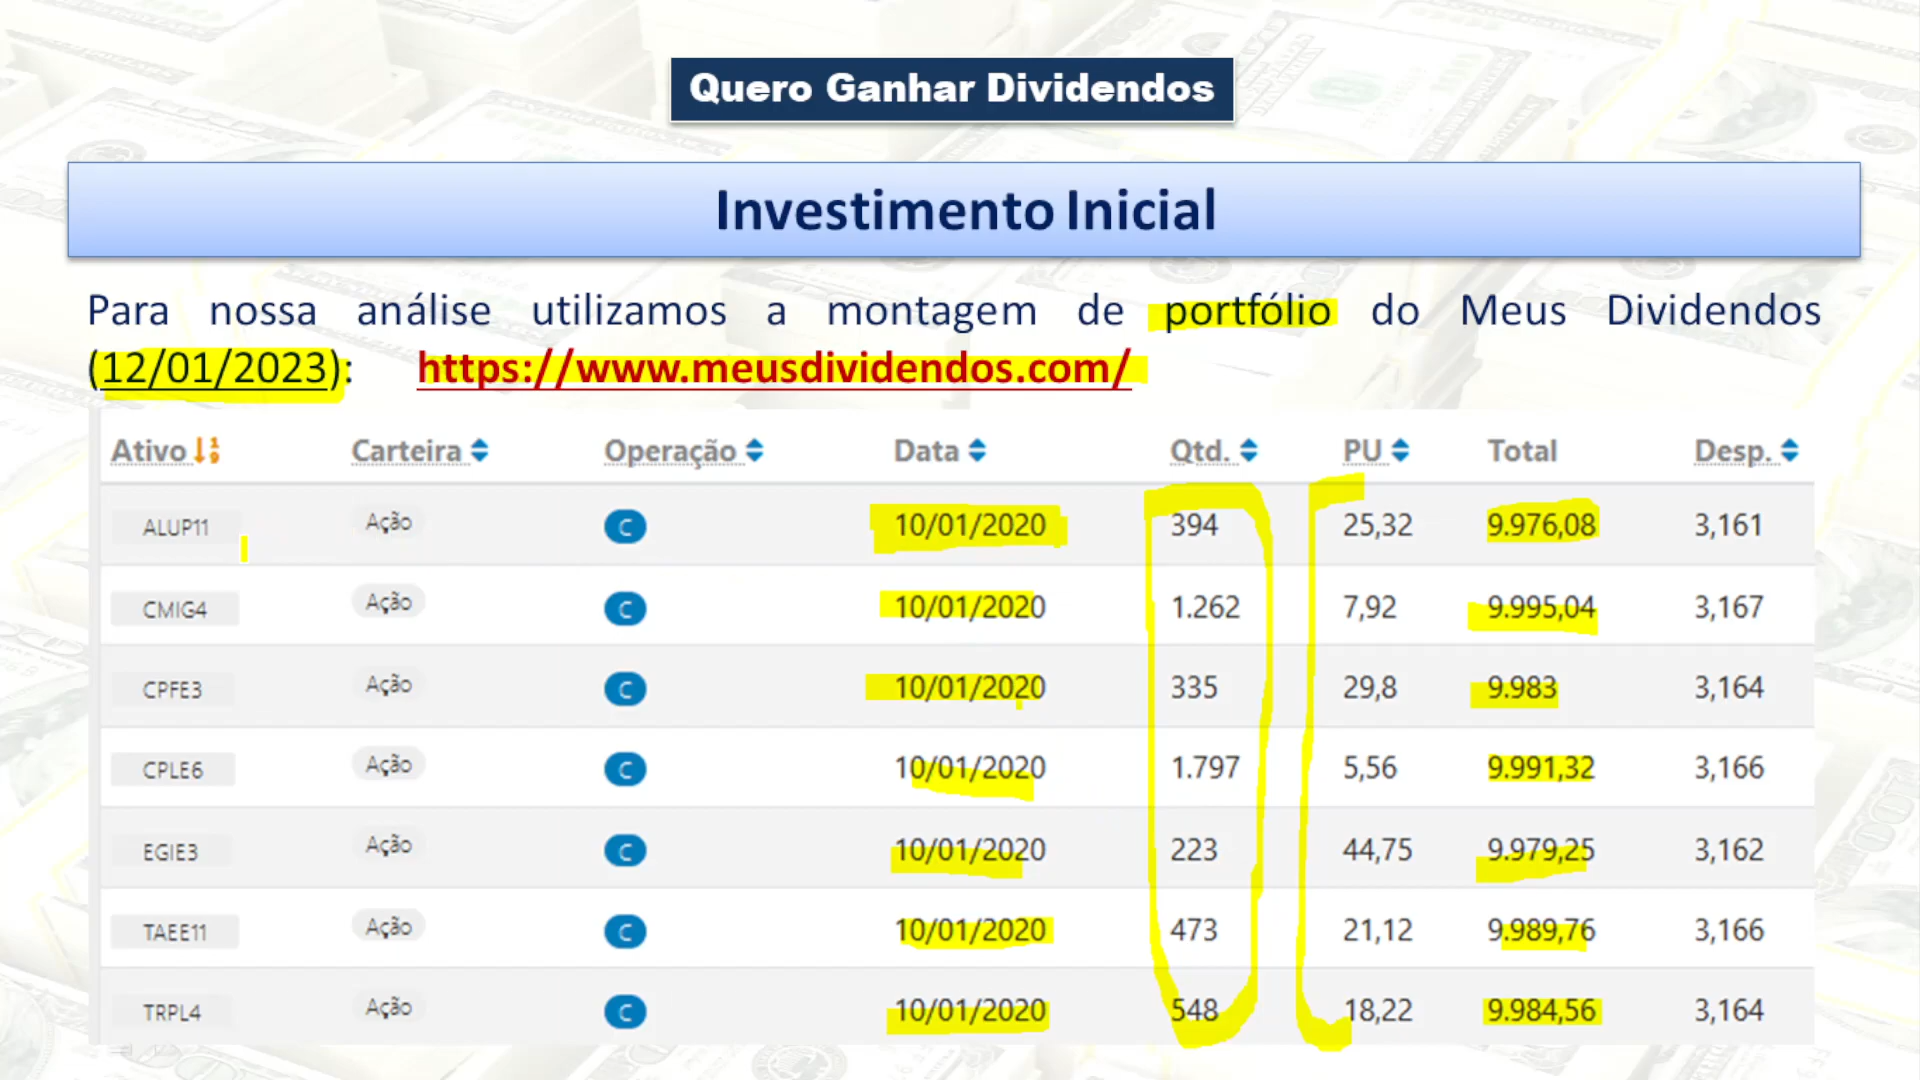 Quero Ganhar Dividendos
Investimento Inicial
Para nossa análise utilizamos a montagem de portfólio do Meus Dividendos
(12/01/2023): https://www.meusdividendos.com/
Ativo Carteira Operação Data Qtd. PU Total Desp.
ALUP11 Ação C 10/01/2020 394 25,32 9.976,08 3,161
CMIG4 Ação C 10/01/2020 1.262 7,92 9.995,04 3,167
CPFE3 Ação C 10/01/2020 335 29,8 9.983 3,164
CPLE6 Ação C 10/01/2020 1.797 5,56 9.991,32 3,166
EGIE3 Ação C 10/01/2020 223 44,75 9.979,25 3,162
TAEE11 Ação C 10/01/2020 473 21,12 9.989,76 3,166
TRPL4 Ação C 10/01/2020 548 18,22 9.984,56 3,164